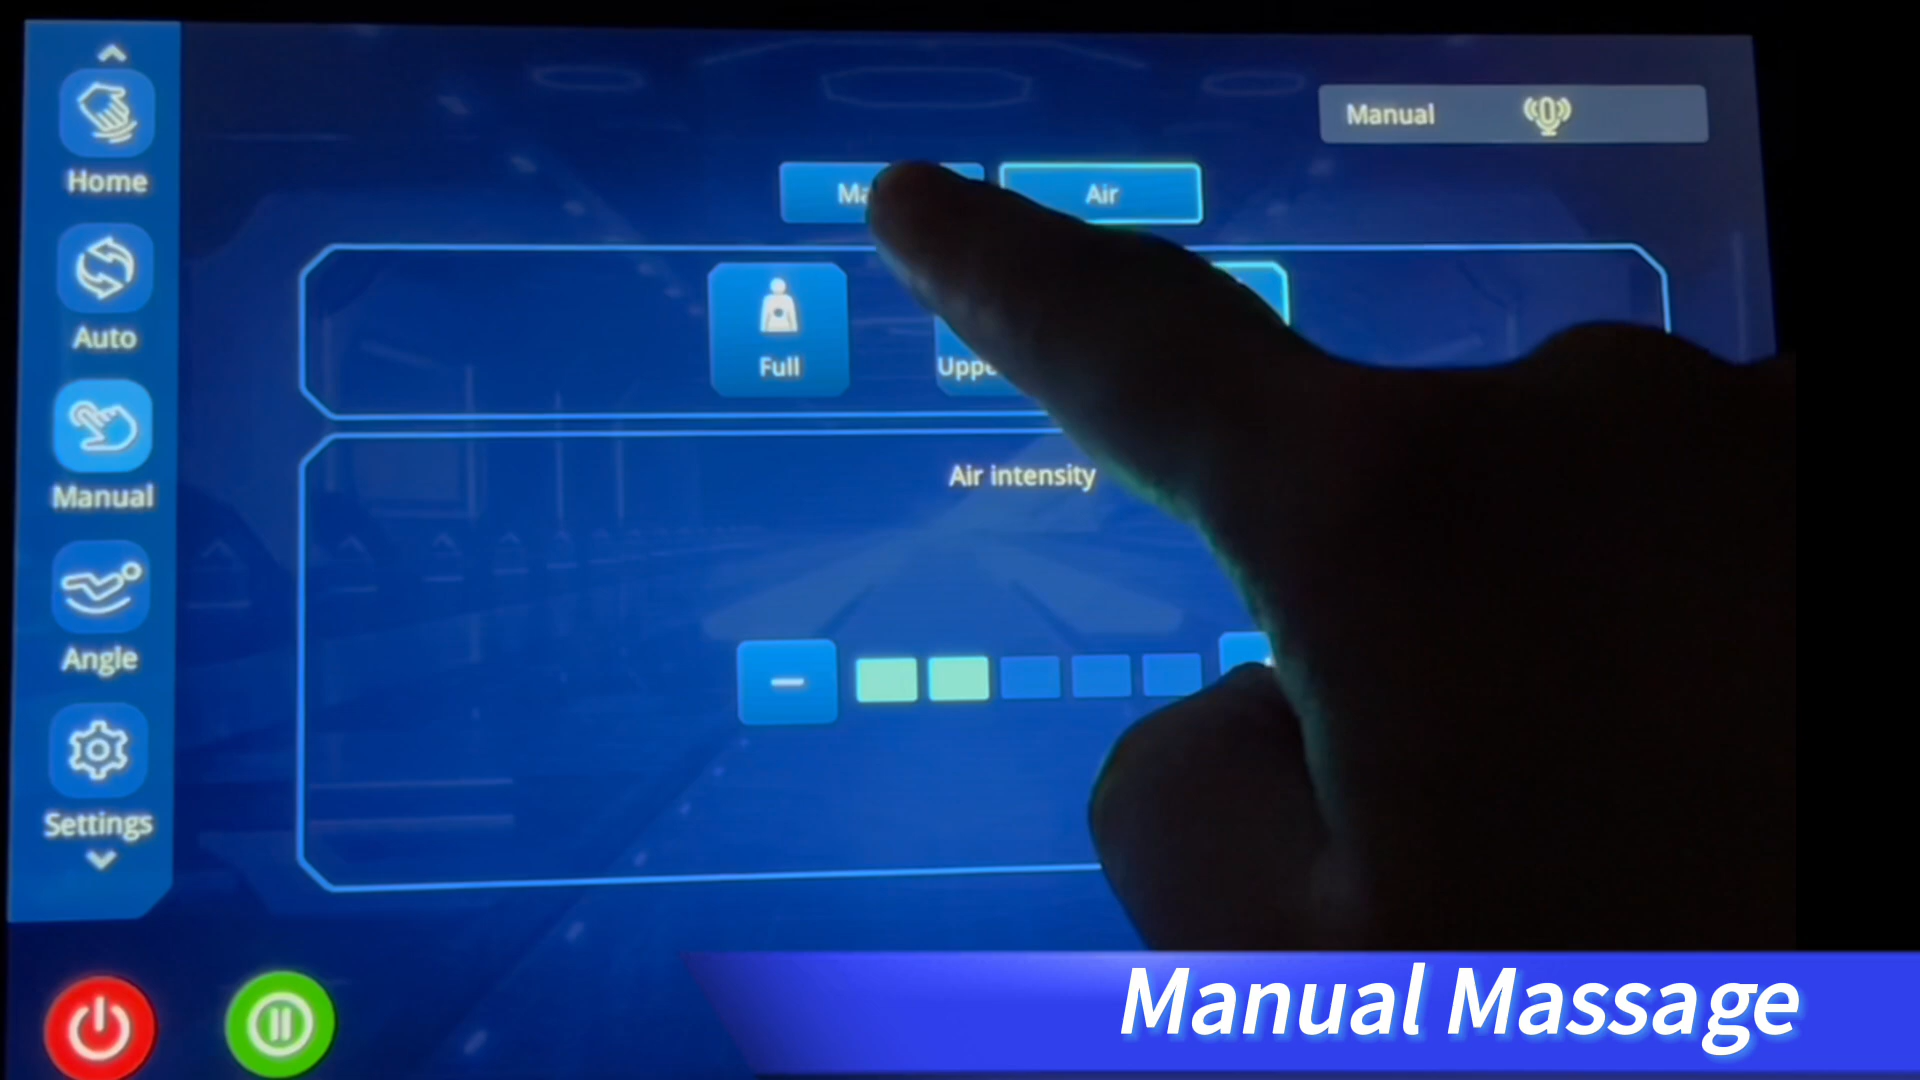 Home
Auto
Manual
Angle
Settings
Manual
Air
Full
Air intensity
Manual Massage